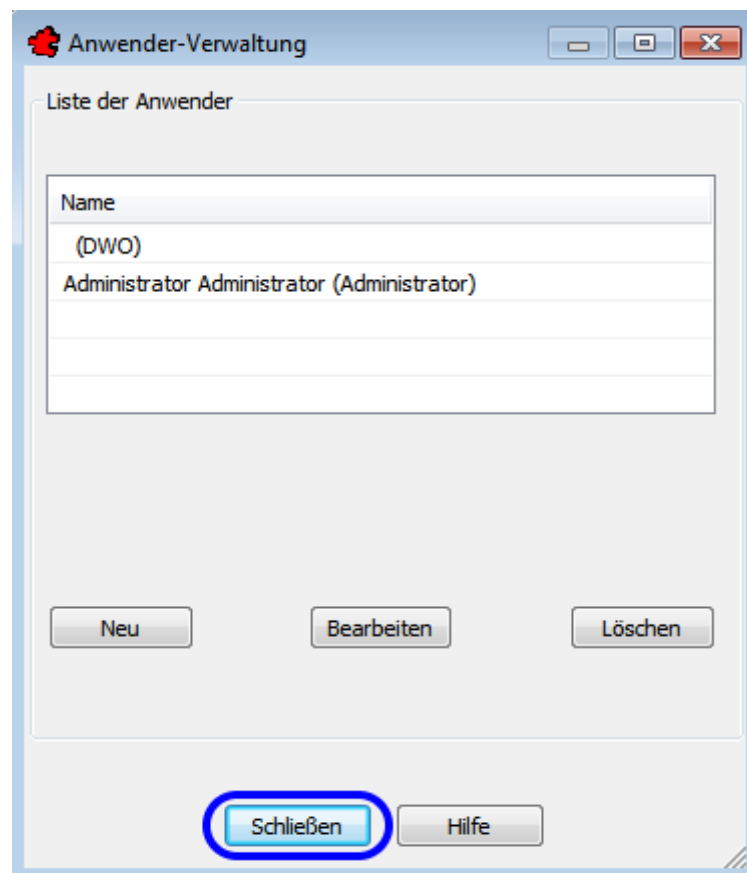 Anwender-Verwaltung
Liste der Anwender
Name
(DWO)
Administrator Administrator (Administrator)
Neu Bearbeiten Löschen
Schließen Hilfe